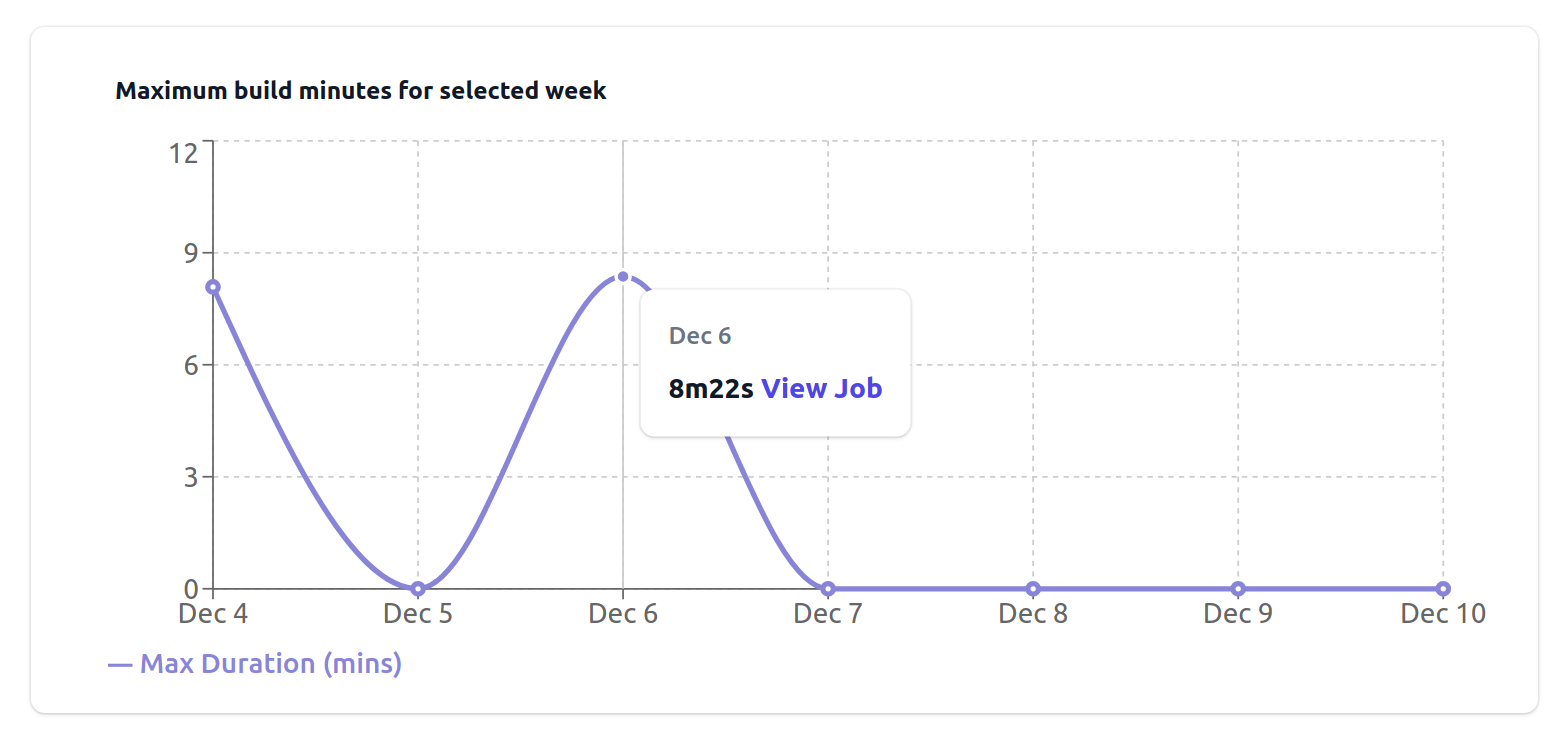 Maximum build minutes for selected week
12
9
6
3
0
Dec 6
8m22s View Job
Dec 4 Dec 5 Dec 6 Dec 7 Dec 8 Dec 9 Dec 10
Max Duration (mins)